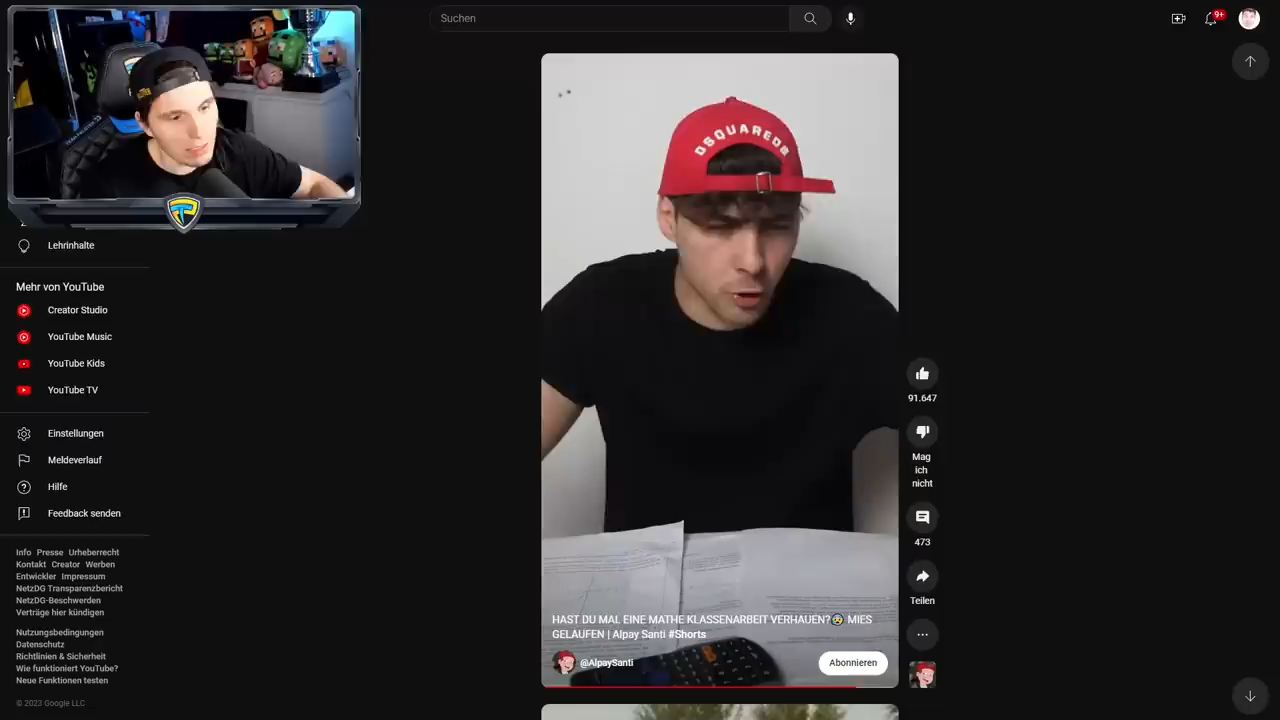 Suchen
9+
Lehrinhalte
Mehr von YouTube
Creator Studio
YouTube Music
YouTube Kids
YouTube TV
Einstellungen
Meldeverlauf
Hilfe
Feedback senden
Info Presse Urheberrecht
Kontakt Creator Werben
Entwickler Impressum
NetzDG Transparenzbericht
NetzDG-Beschwerden
Verträge hier kündigen
Nutzungsbedingungen
Datenschutz
Richtlinien & Sicherheit
Wie funktioniert YouTube?
Neue Funktionen testen
© 2023 Google LLC
DSQUARED2
91.647
Mag
ich
nicht
473
Teilen
HAST DU MAL EINE MATHE KLASSENARBEIT VERHAUEN?😰 MIES
GELAUFEN | Alpay Santi #Shorts
@AlpaySanti
Abonnieren